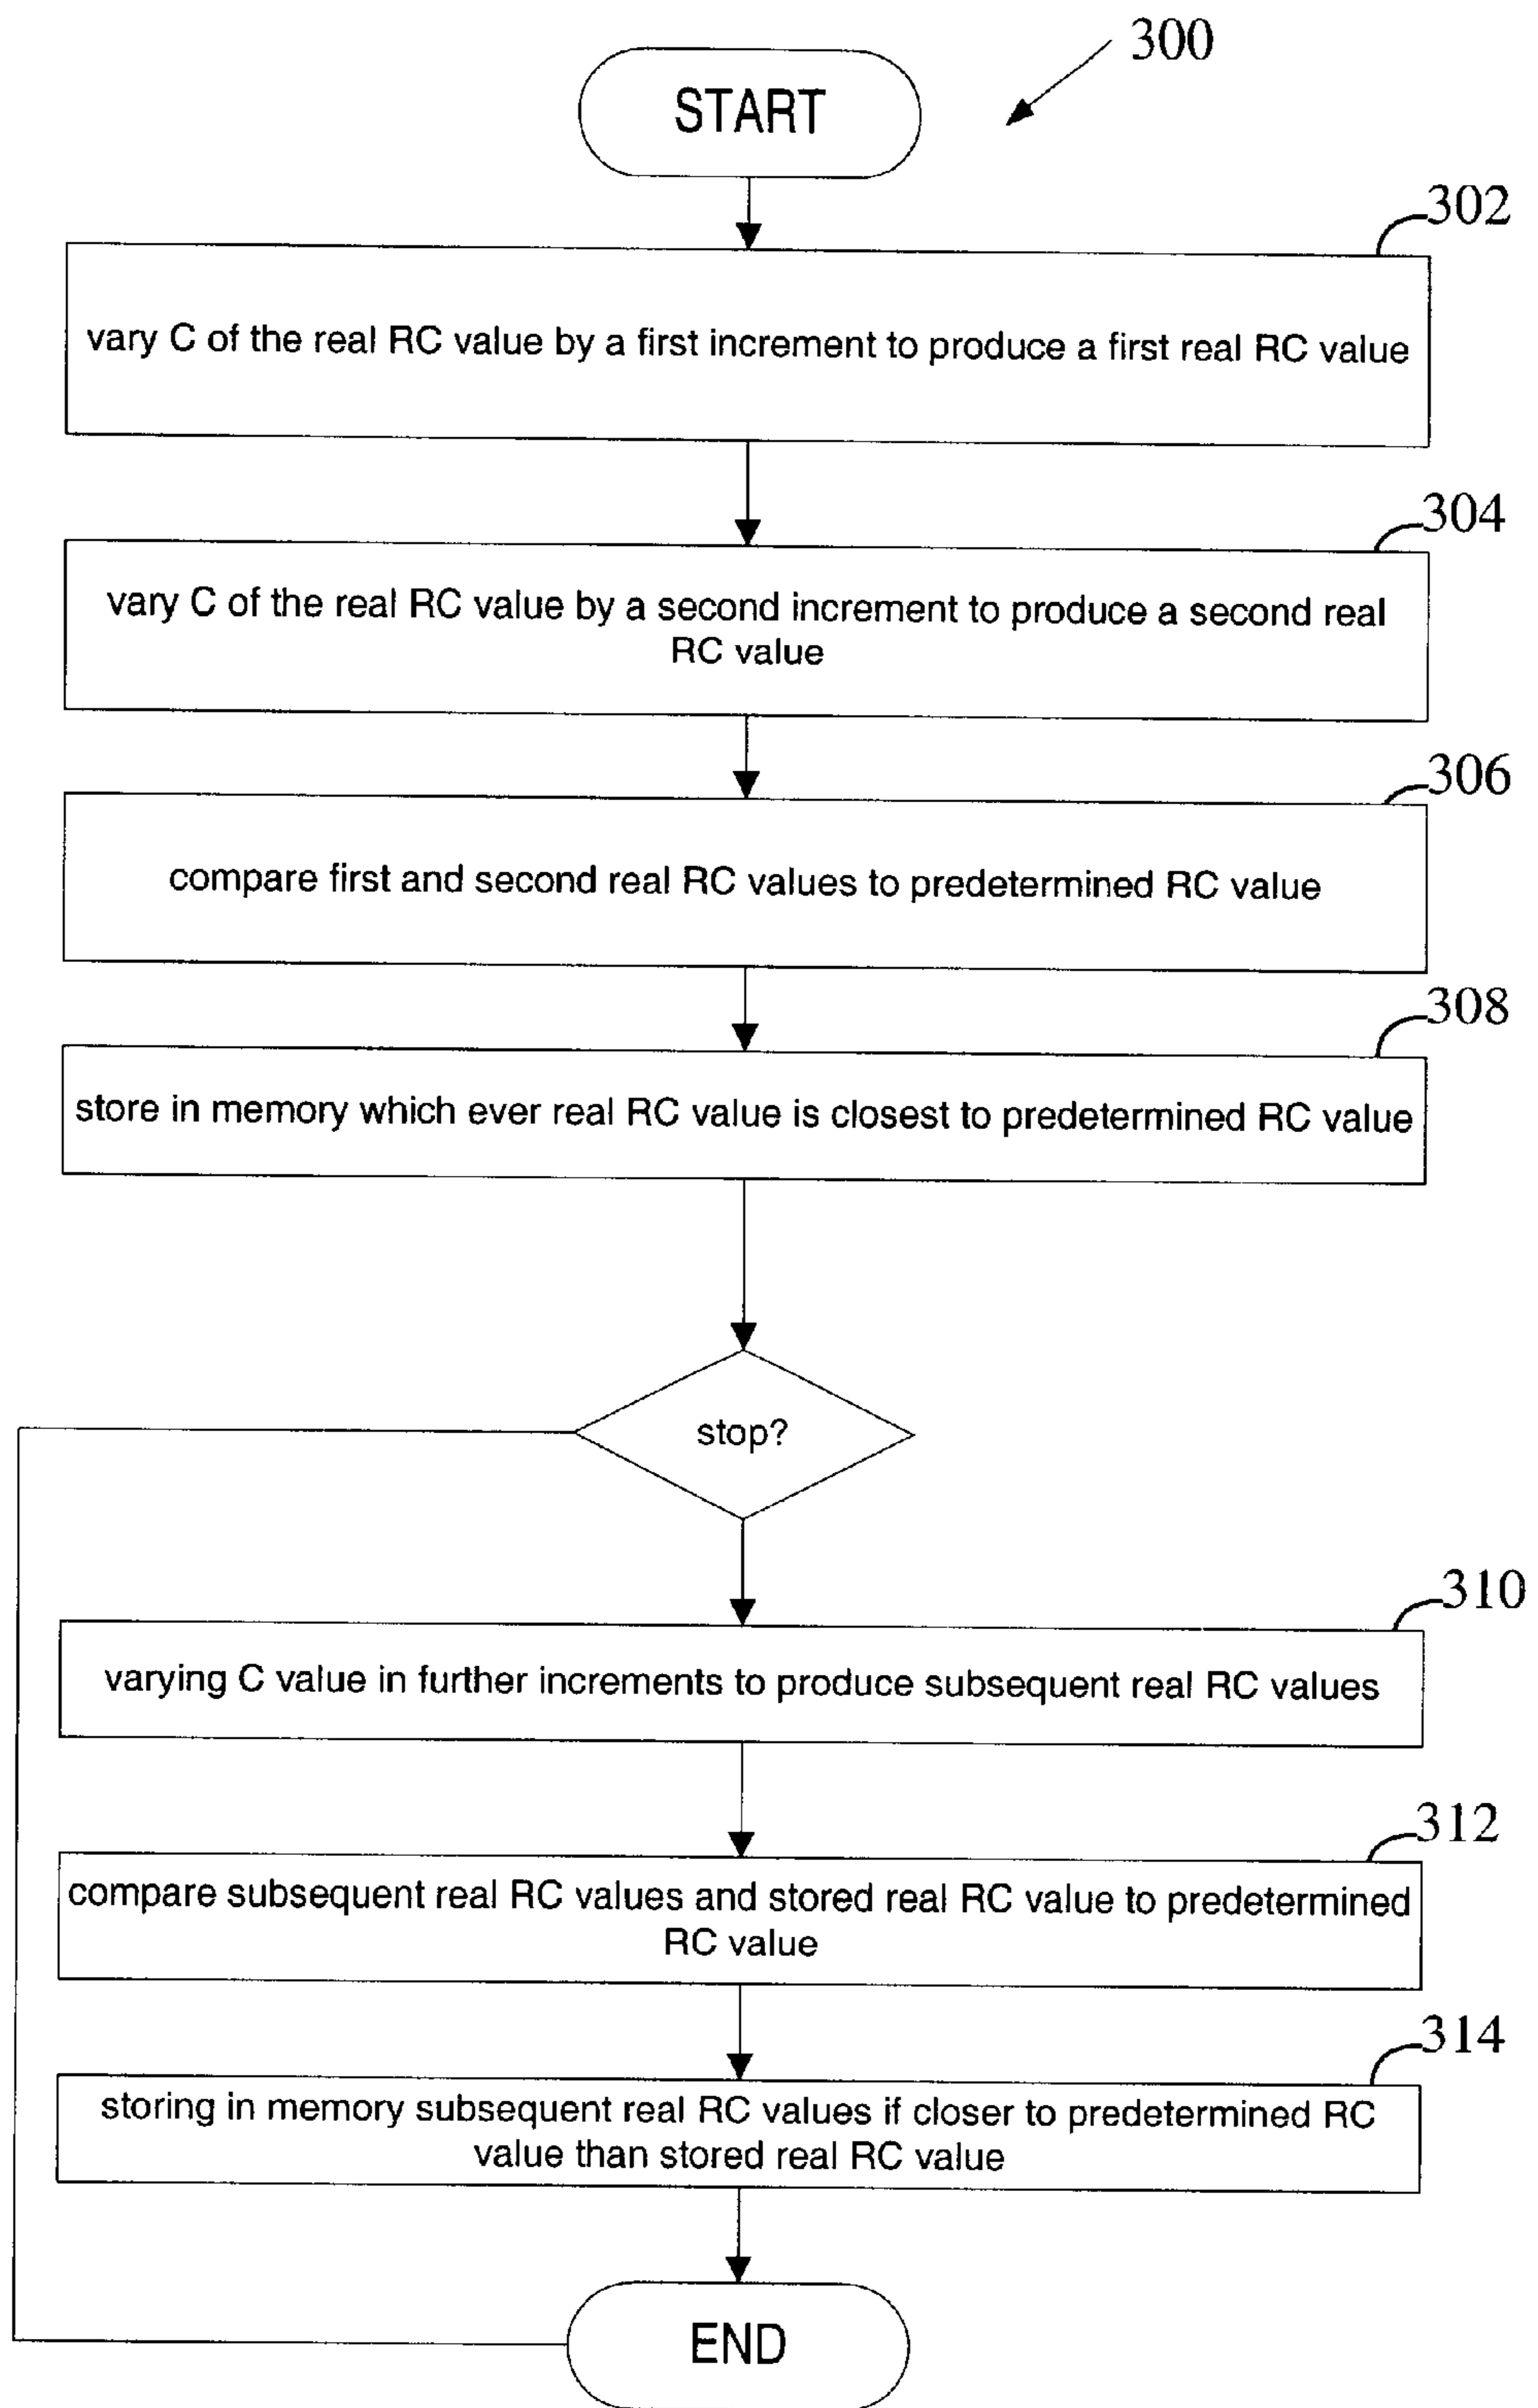 300
START
302
vary C of the real RC value by a first increment to produce a first real RC value
304
vary C of the real RC value by a second increment to produce a second real
RC value
306
compare first and second real RC values to predetermined RC value
308
store in memory which ever real RC value is closest to predetermined RC value
stop?
310
varying C value in further increments to produce subsequent real RC values
312
compare subsequent real RC values and stored real RC value to predetermined
RC value
314
storing in memory subsequent real RC values if closer to predetermined RC
value than stored real RC value
END